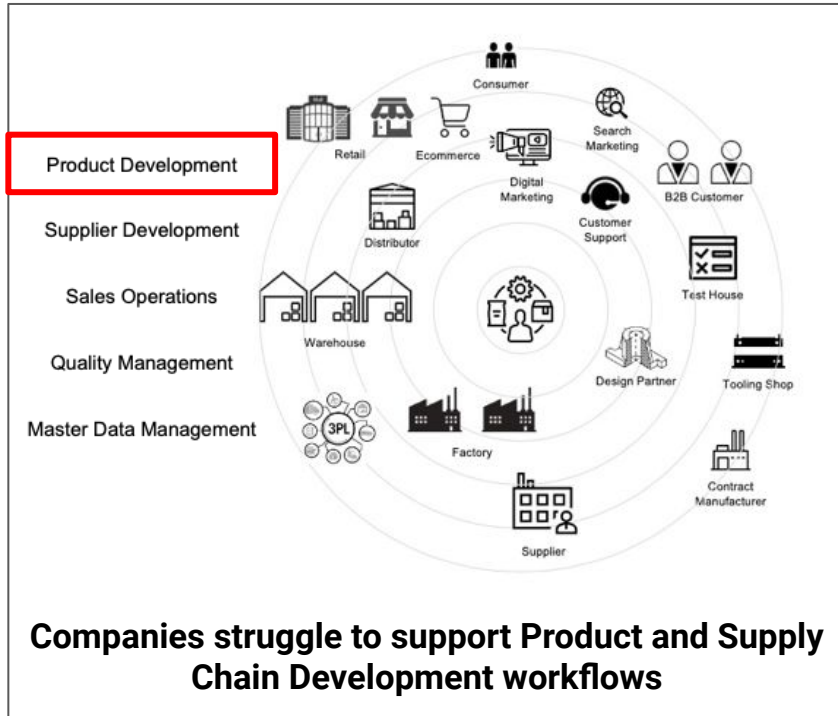 Consumer
Retail
Ecommerce
Search
Marketing
Product Development
Digital
Marketing
B2B Customer
Supplier Development
Distributor
Customer
Support
Sales Operations
Test House
Warehouse
Quality Management
Design Partner
Tooling Shop
Master Data Management
3PL
Factory
Contract
Manufacturer
Supplier
Companies struggle to support Product and Supply
Chain Development workflows